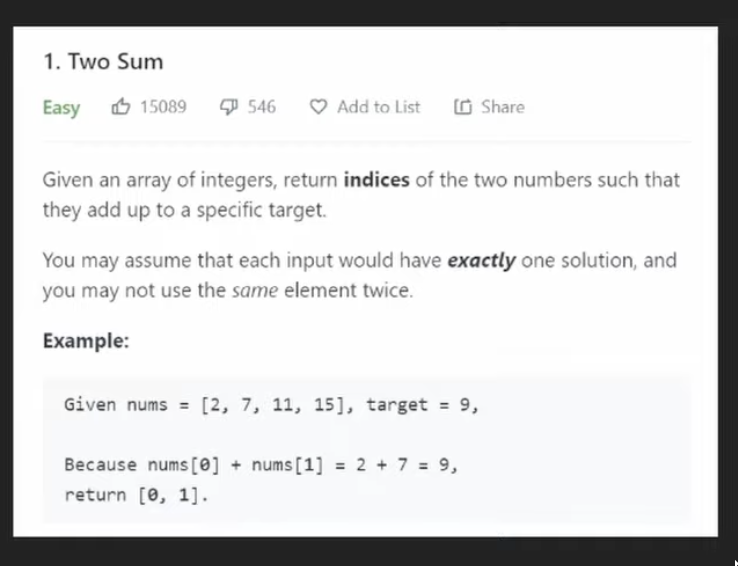 1. Two Sum
Easy 15089 546 Add to List Share
Given an array of integers, return indices of the two numbers such that
they add up to a specific target.
You may assume that each input would have exactly one solution, and
you may not use the same element twice.
Example:
Given nums = [2, 7, 11, 15], target = 9,
Because nums[0] + nums[1] = 2 + 7 = 9,
return [0, 1].